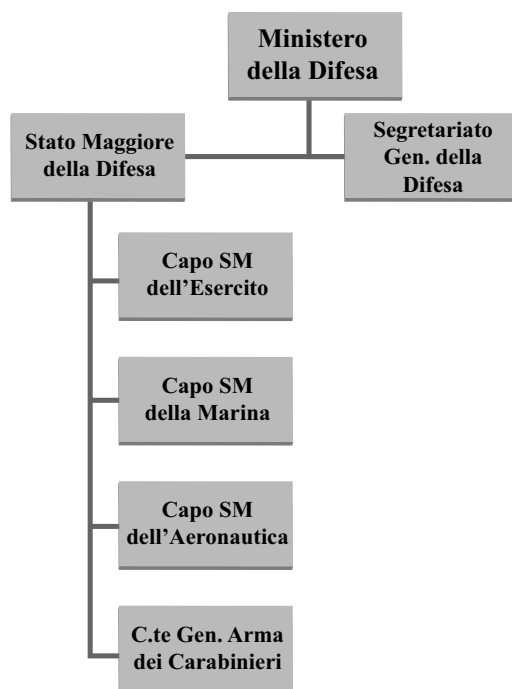 Ministero
della Difesa
Stato Maggiore
della Difesa
Segretariato
Gen. della
Difesa
Capo SM
dell’Esercito
Capo SM
della Marina
Capo SM
dell’Aeronautica
C.te Gen. Arma
dei Carabinieri